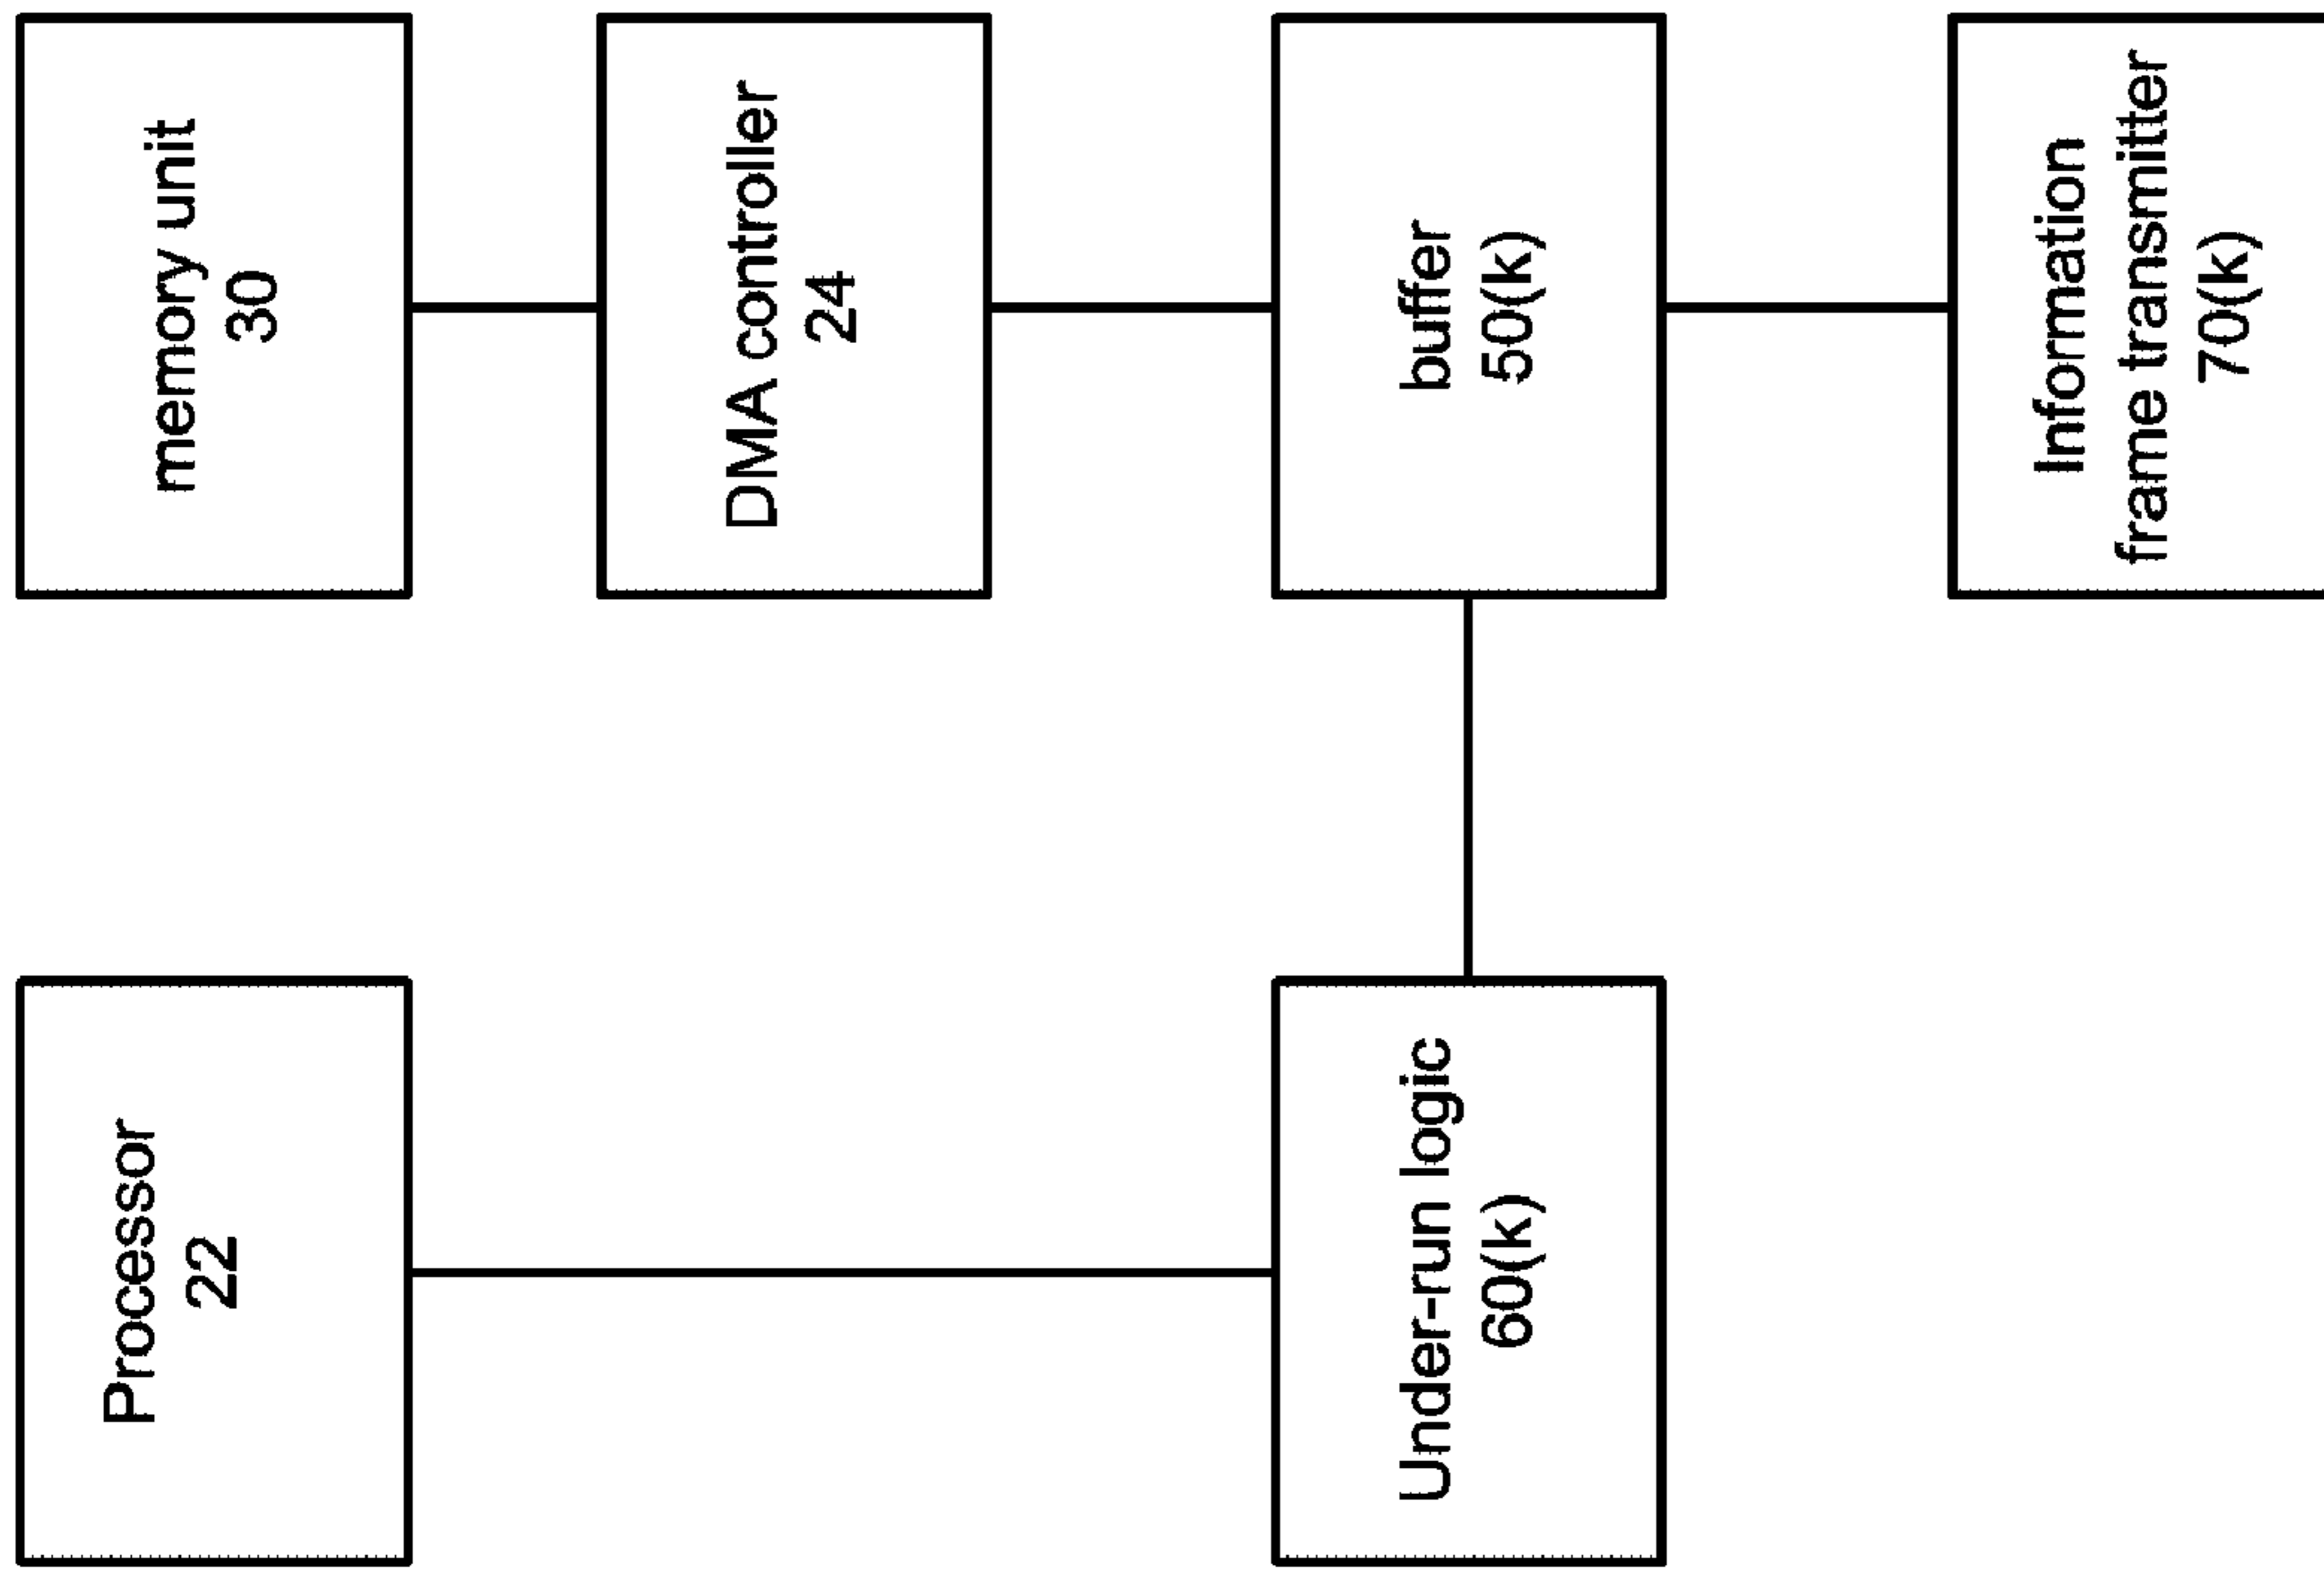 Processor
22
memory unit
30
DMA controller
24
Under-run logic
60(k)
buffer
50(k)
Information
frame transmitter
70(k)